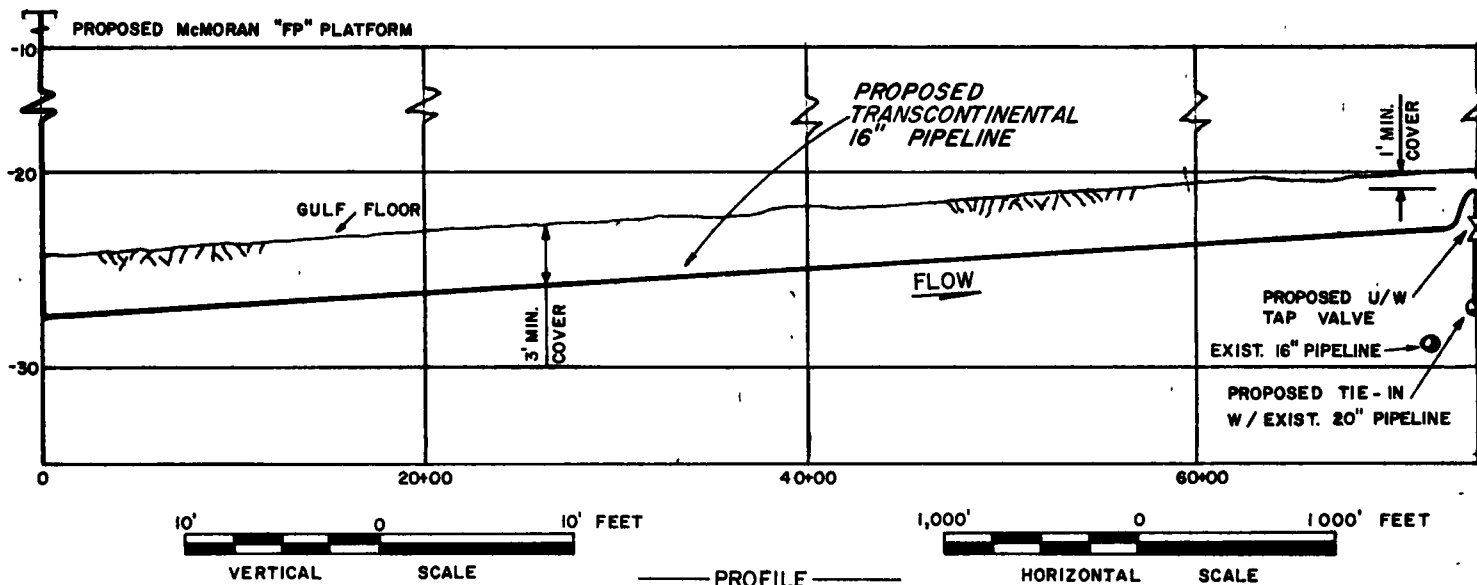 PROPOSED McMORAN "FP" PLATFORM
-10
PROPOSED
TRANSCONTINENTAL
16" PIPELINE
1' MIN.
COVER
-20
GULF FLOOR
FLOW
3' MIN.
COVER
PROPOSED U/W
TAP VALVE
EXIST. 16" PIPELINE
-30
PROPOSED TIE-IN
W/ EXIST. 20" PIPELINE
0 20+00 40+00 60+00
10' 0 10' FEET
1,000' 0 1000' FEET
VERTICAL SCALE
PROFILE
HORIZONTAL SCALE